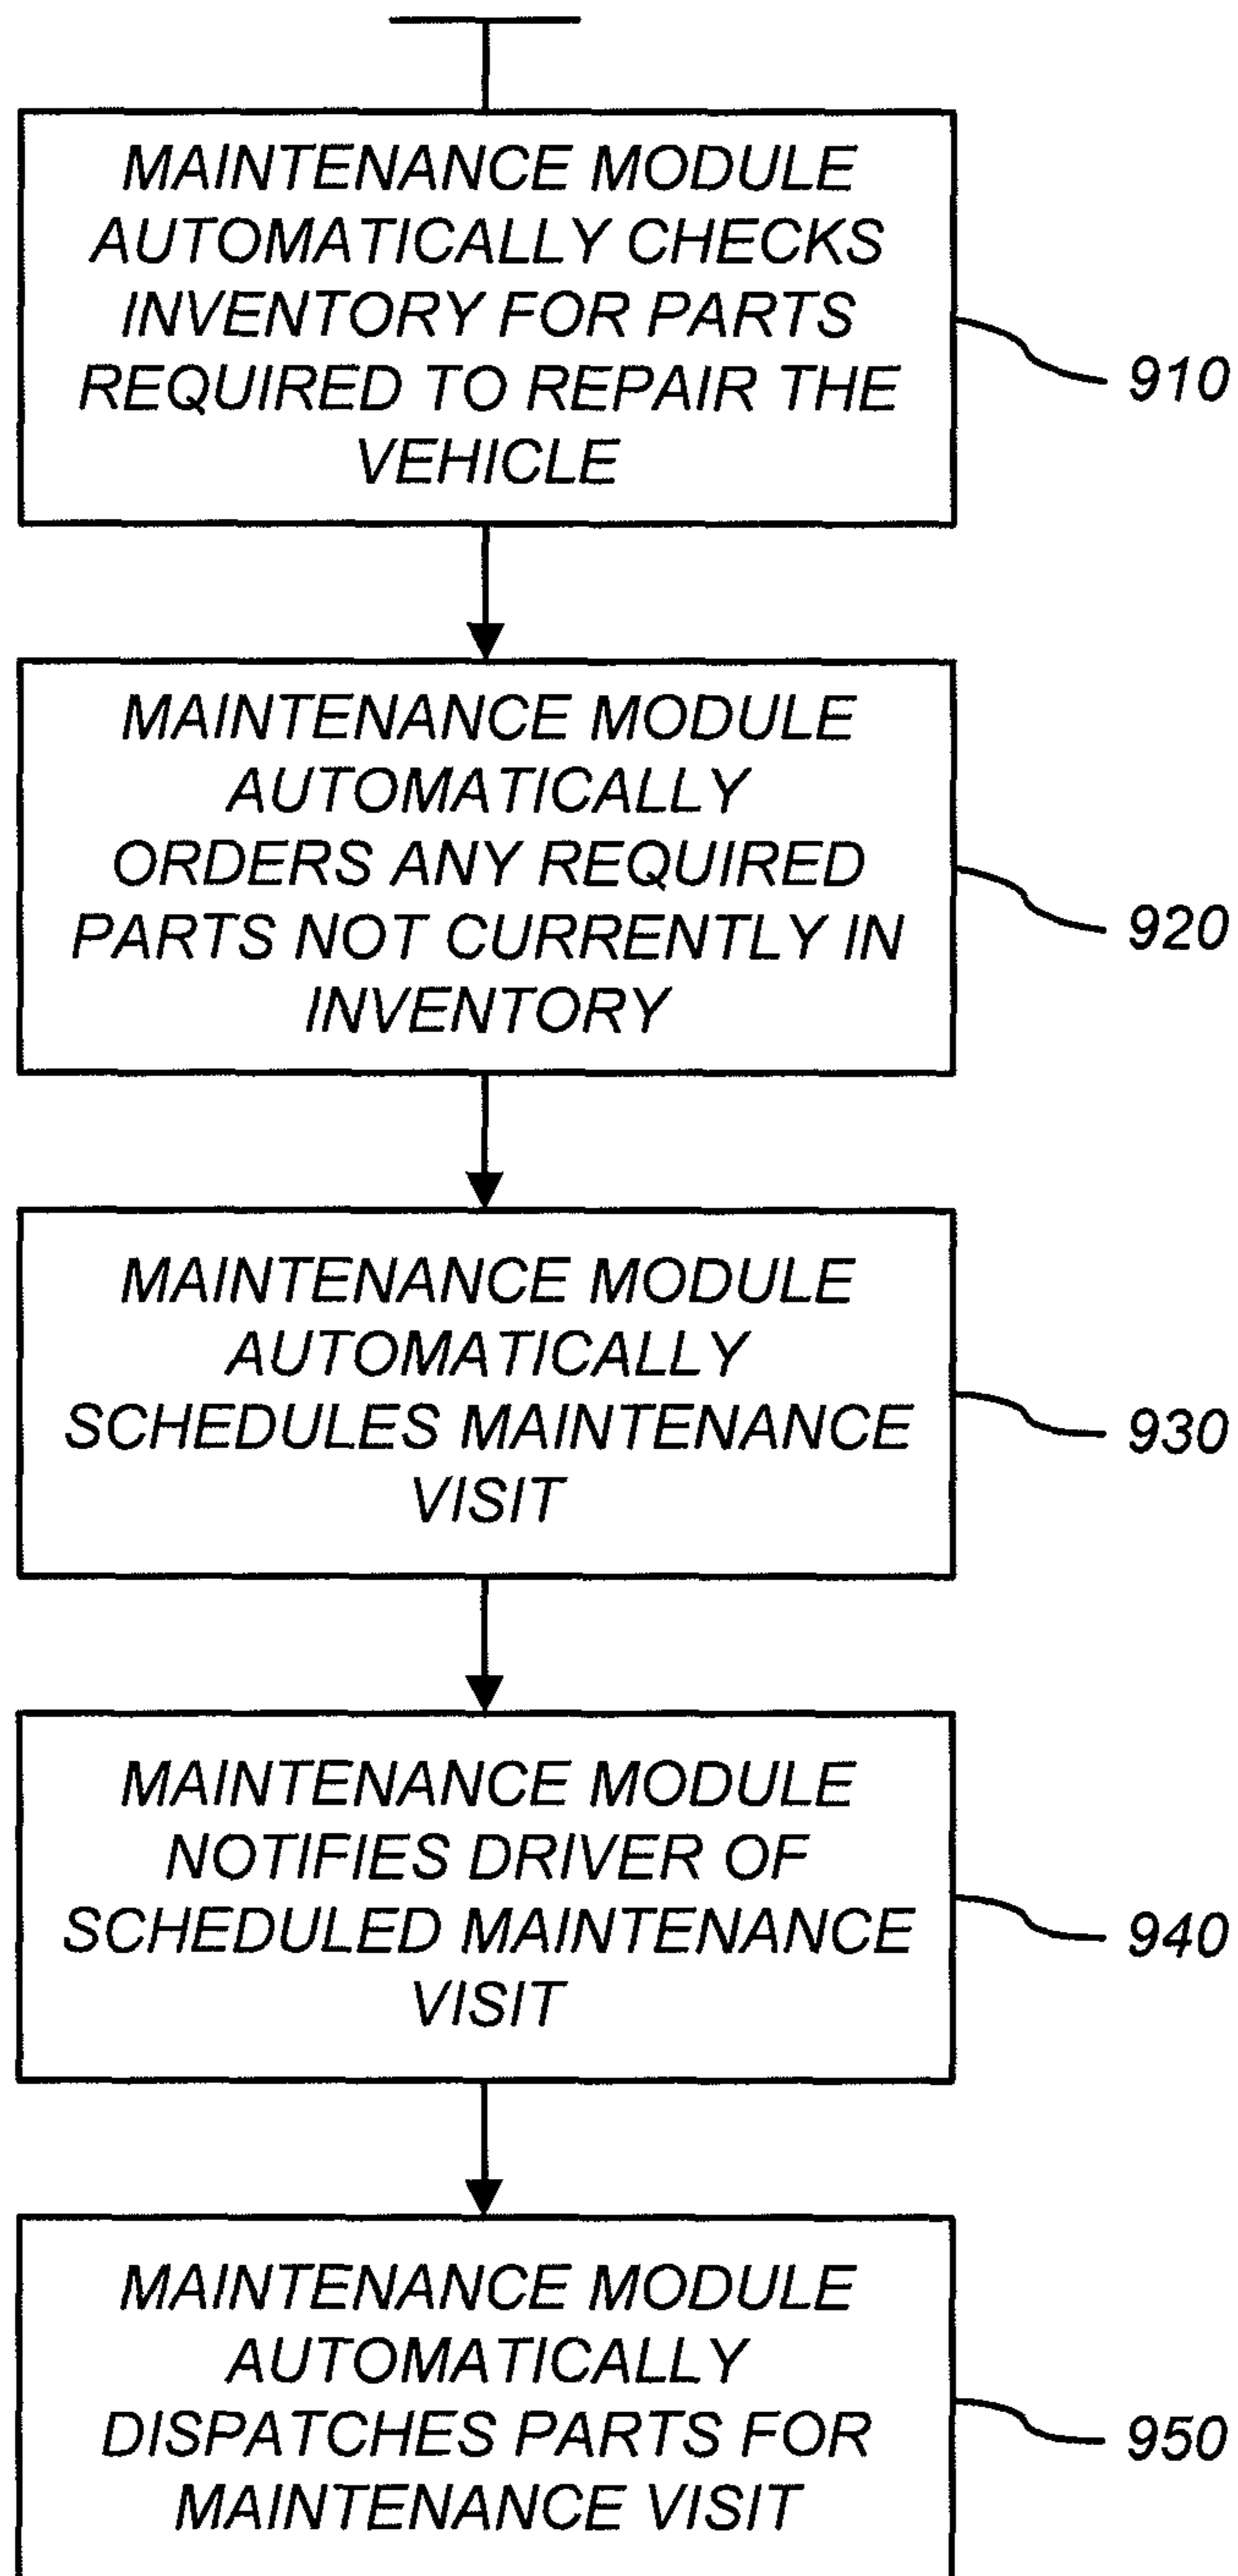 MAINTENANCE MODULE
AUTOMATICALLY CHECKS
INVENTORY FOR PARTS
REQUIRED TO REPAIR THE
VEHICLE
910
MAINTENANCE MODULE
AUTOMATICALLY
ORDERS ANY REQUIRED
PARTS NOT CURRENTLY IN
INVENTORY
920
MAINTENANCE MODULE
AUTOMATICALLY
SCHEDULES MAINTENANCE
VISIT
930
MAINTENANCE MODULE
NOTIFIES DRIVER OF
SCHEDULED MAINTENANCE
VISIT
940
MAINTENANCE MODULE
AUTOMATICALLY
DISPATCHES PARTS FOR
MAINTENANCE VISIT
950